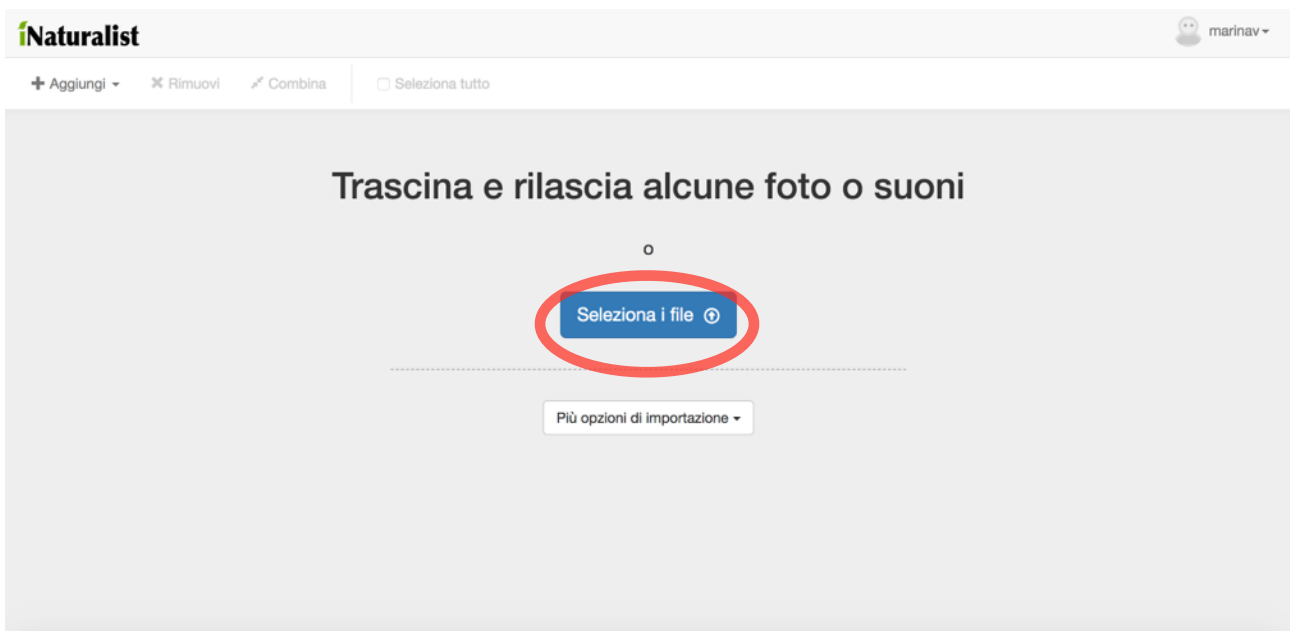 iNaturalist
marinav
Aggiungi Rimuovi Combina Seleziona tutto
Trascina e rilascia alcune foto o suoni
o
Seleziona i file
Più opzioni di importazione